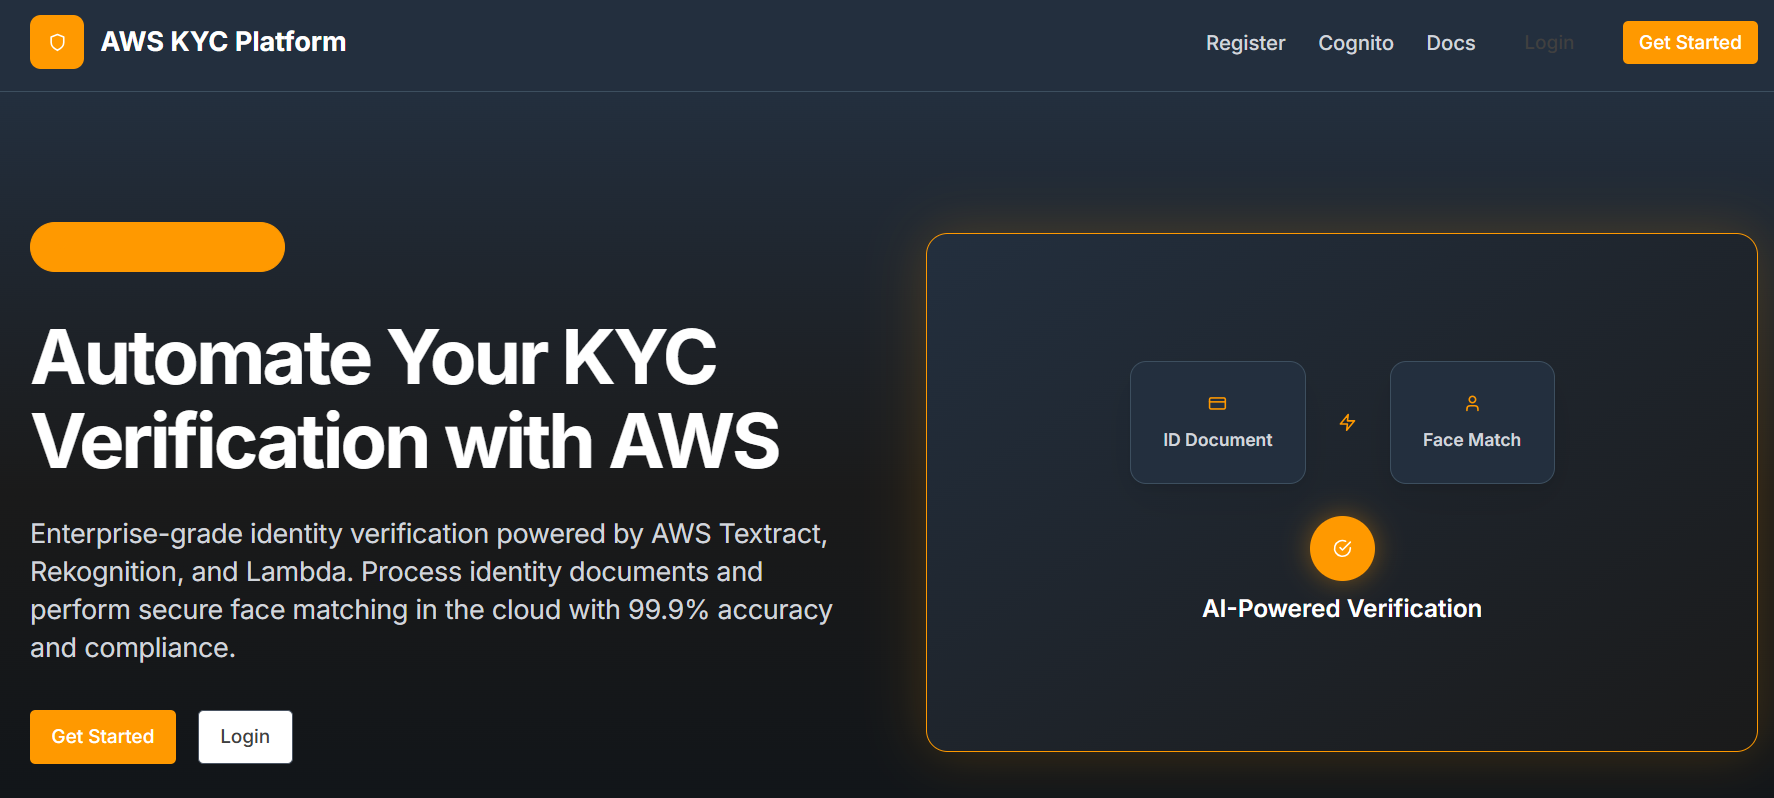 AWS KYC Platform
Register
Cognito
Docs
Login
Get Started
Automate Your KYC
Verification with AWS
Enterprise-grade identity verification powered by AWS Textract,
Rekognition, and Lambda. Process identity documents and
perform secure face matching in the cloud with 99.9% accuracy
and compliance.
Get Started
Login
ID Document
Face Match
AI-Powered Verification